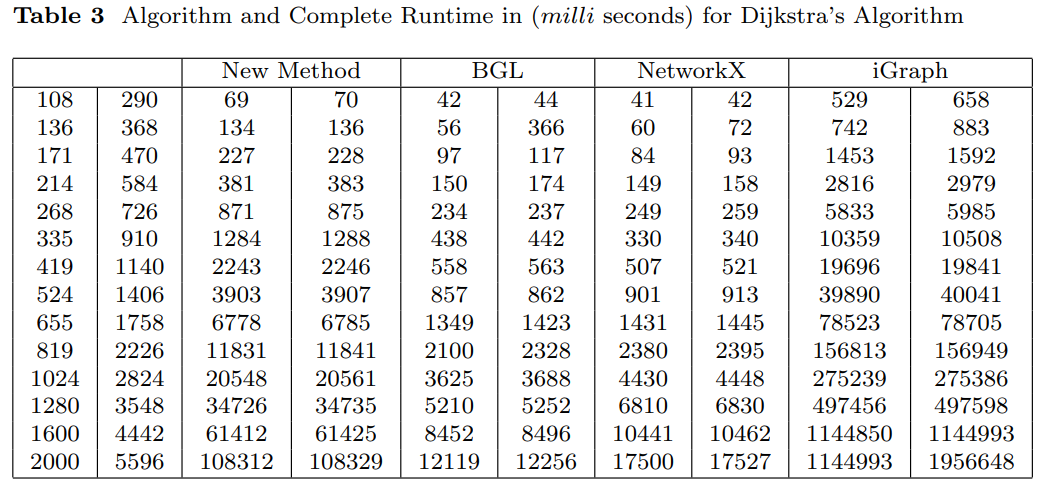 Table 3 Algorithm and Complete Runtime in (milli seconds) for Dijkstra's Algorithm
New Method BGL NetworkX iGraph
108 290 69 70 42 44 41 42 529 658
136 368 134 136 56 366 60 72 742 883
171 470 227 228 97 117 84 93 1453 1592
214 584 381 383 150 174 149 158 2816 2979
268 726 871 875 234 237 249 259 5833 5985
335 910 1284 1288 438 442 330 340 10359 10508
419 1140 2243 2246 558 563 507 521 19696 19841
524 1406 3903 3907 857 862 901 913 39890 40041
655 1758 6778 6785 1349 1423 1431 1445 78523 78705
819 2226 11831 11841 2100 2328 2380 2395 156813 156949
1024 2824 20548 20561 3625 3688 4430 4448 275239 275386
1280 3548 34726 34735 5210 5252 6810 6830 497456 497598
1600 4442 61412 61425 8452 8496 10441 10462 1144850 1144993
2000 5596 108312 108329 12119 12256 17500 17527 1144993 1956648